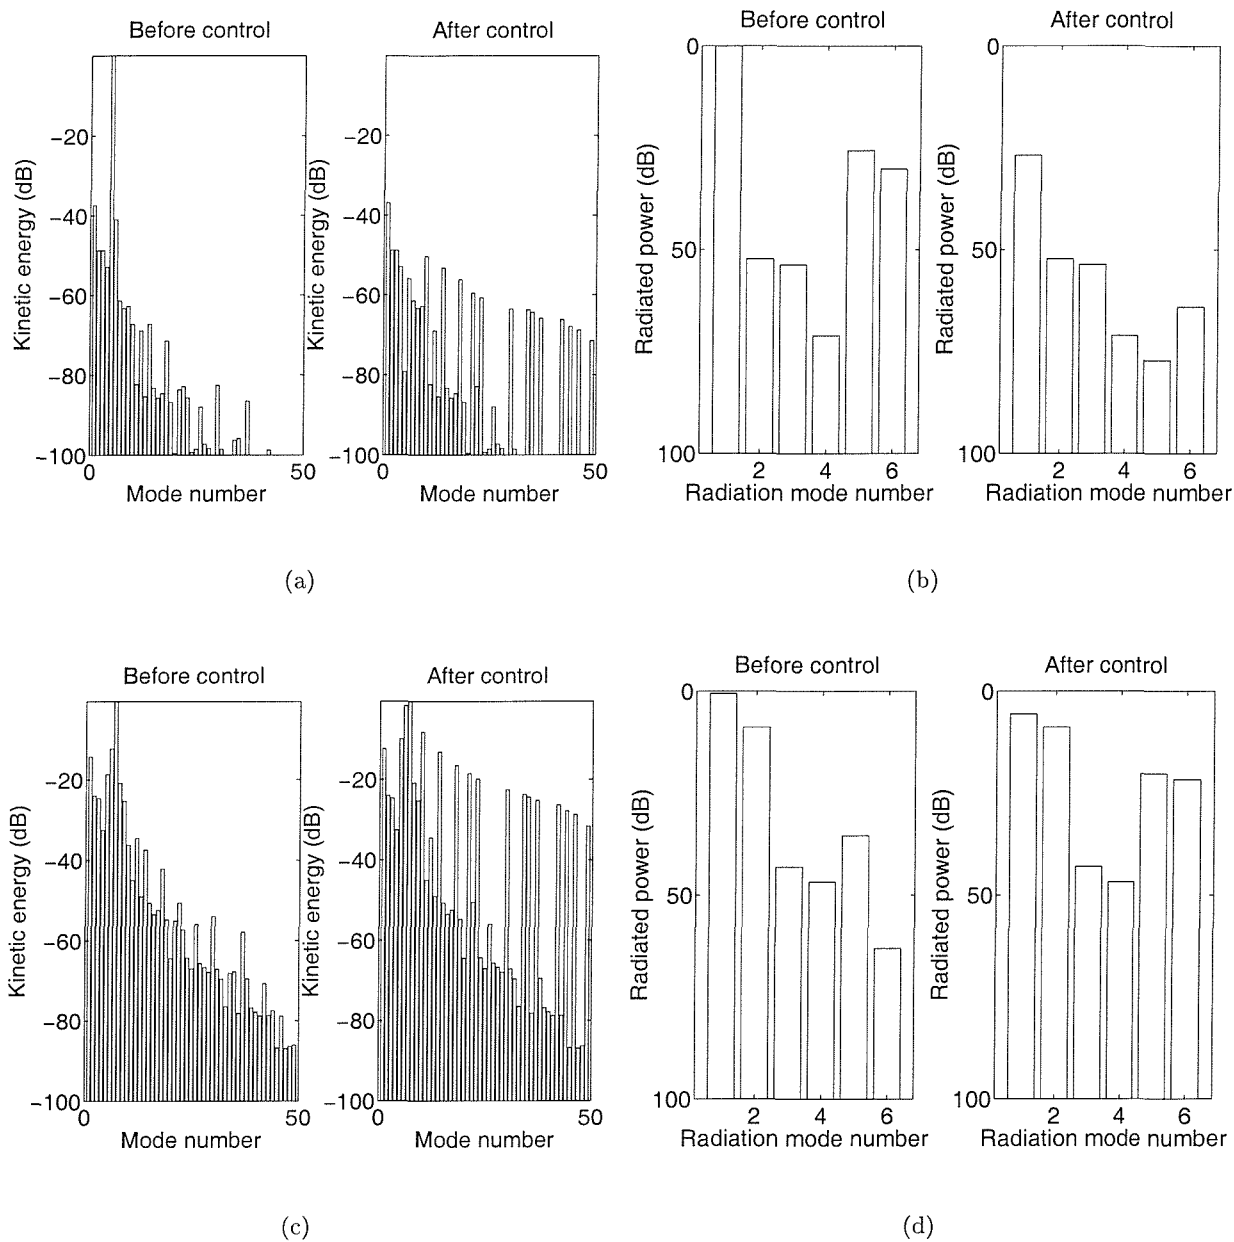 Before control
After control
Kinetic energy (dB)
−20
−40
−60
−80
−100
0
50
Mode number
Kinetic energy (dB)
−20
−40
−60
−80
−100
0
50
Mode number
(a)
Before control
After control
Radiated power (dB)
0
50
100
2
4
6
Radiation mode number
Radiated power (dB)
0
50
100
2
4
6
Radiation mode number
(b)
Before control
After control
Kinetic energy (dB)
−20
−40
−60
−80
−100
0
50
Mode number
Kinetic energy (dB)
−20
−40
−60
−80
−100
0
50
Mode number
(c)
Before control
After control
Radiated power (dB)
0
50
100
2
4
6
Radiation mode number
Radiated power (dB)
0
50
100
2
4
6
Radiation mode number
(d)